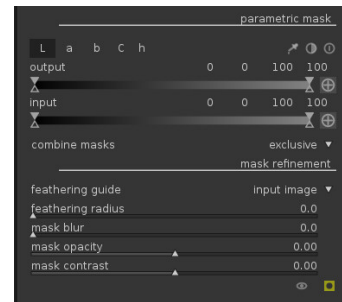 parametric mask
L a b C h
output 0 0 100 100
input 0 0 100 100
combine masks exclusive
mask refinement
feathering guide input image
feathering radius 0.0
mask blur 0.0
mask opacity 0.00
mask contrast 0.00